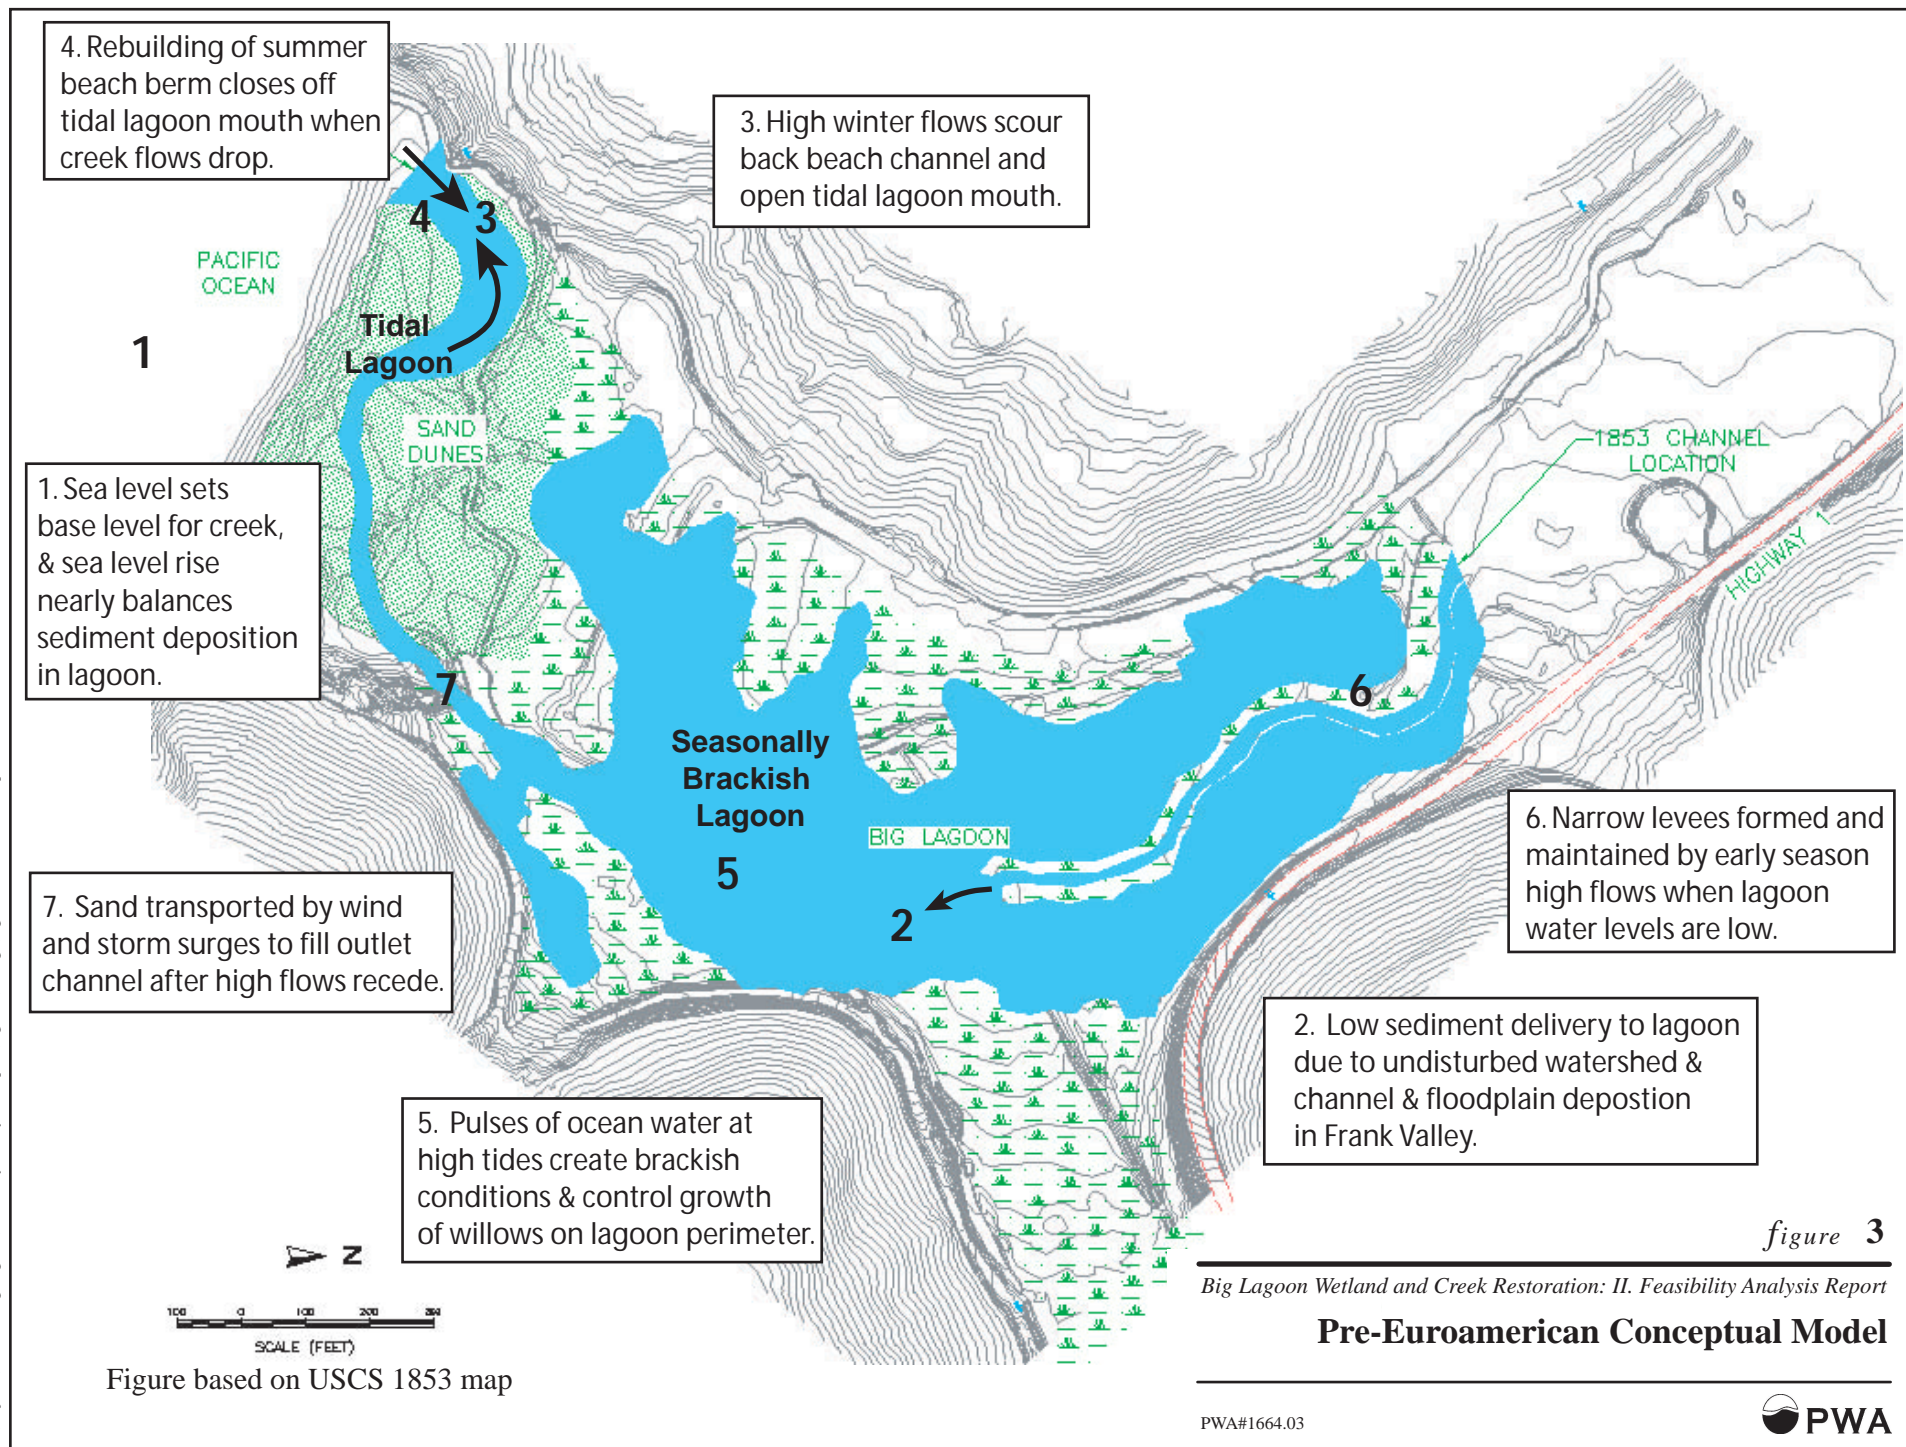 4. Rebuilding of summer
beach berm closes off
tidal lagoon mouth when
creek flows drop.
3. High winter flows scour
back beach channel and
open tidal lagoon mouth.
4
3
PACIFIC
OCEAN
1
Tidal
Lagoon
SAND
DUNES
1853 CHANNEL
LOCATION
HIGHWAY 1
1. Sea level sets
base level for creek,
& sea level rise
nearly balances
sediment deposition
in lagoon.
7
6
Seasonally
Brackish
Lagoon
BIG LAGOON
5
2
6. Narrow levees formed and
maintained by early season
high flows when lagoon
water levels are low.
7. Sand transported by wind
and storm surges to fill outlet
channel after high flows recede.
2. Low sediment delivery to lagoon
due to undisturbed watershed &
channel & floodplain depostion
in Frank Valley.
5. Pulses of ocean water at
high tides create brackish
conditions & control growth
of willows on lagoon perimeter.
N
100 0 100 200
SCALE (FEET)
Figure based on USCS 1853 map
figure 3
Big Lagoon Wetland and Creek Restoration: II. Feasibility Analysis Report
Pre-Euroamerican Conceptual Model
PWA#1664.03
PWA